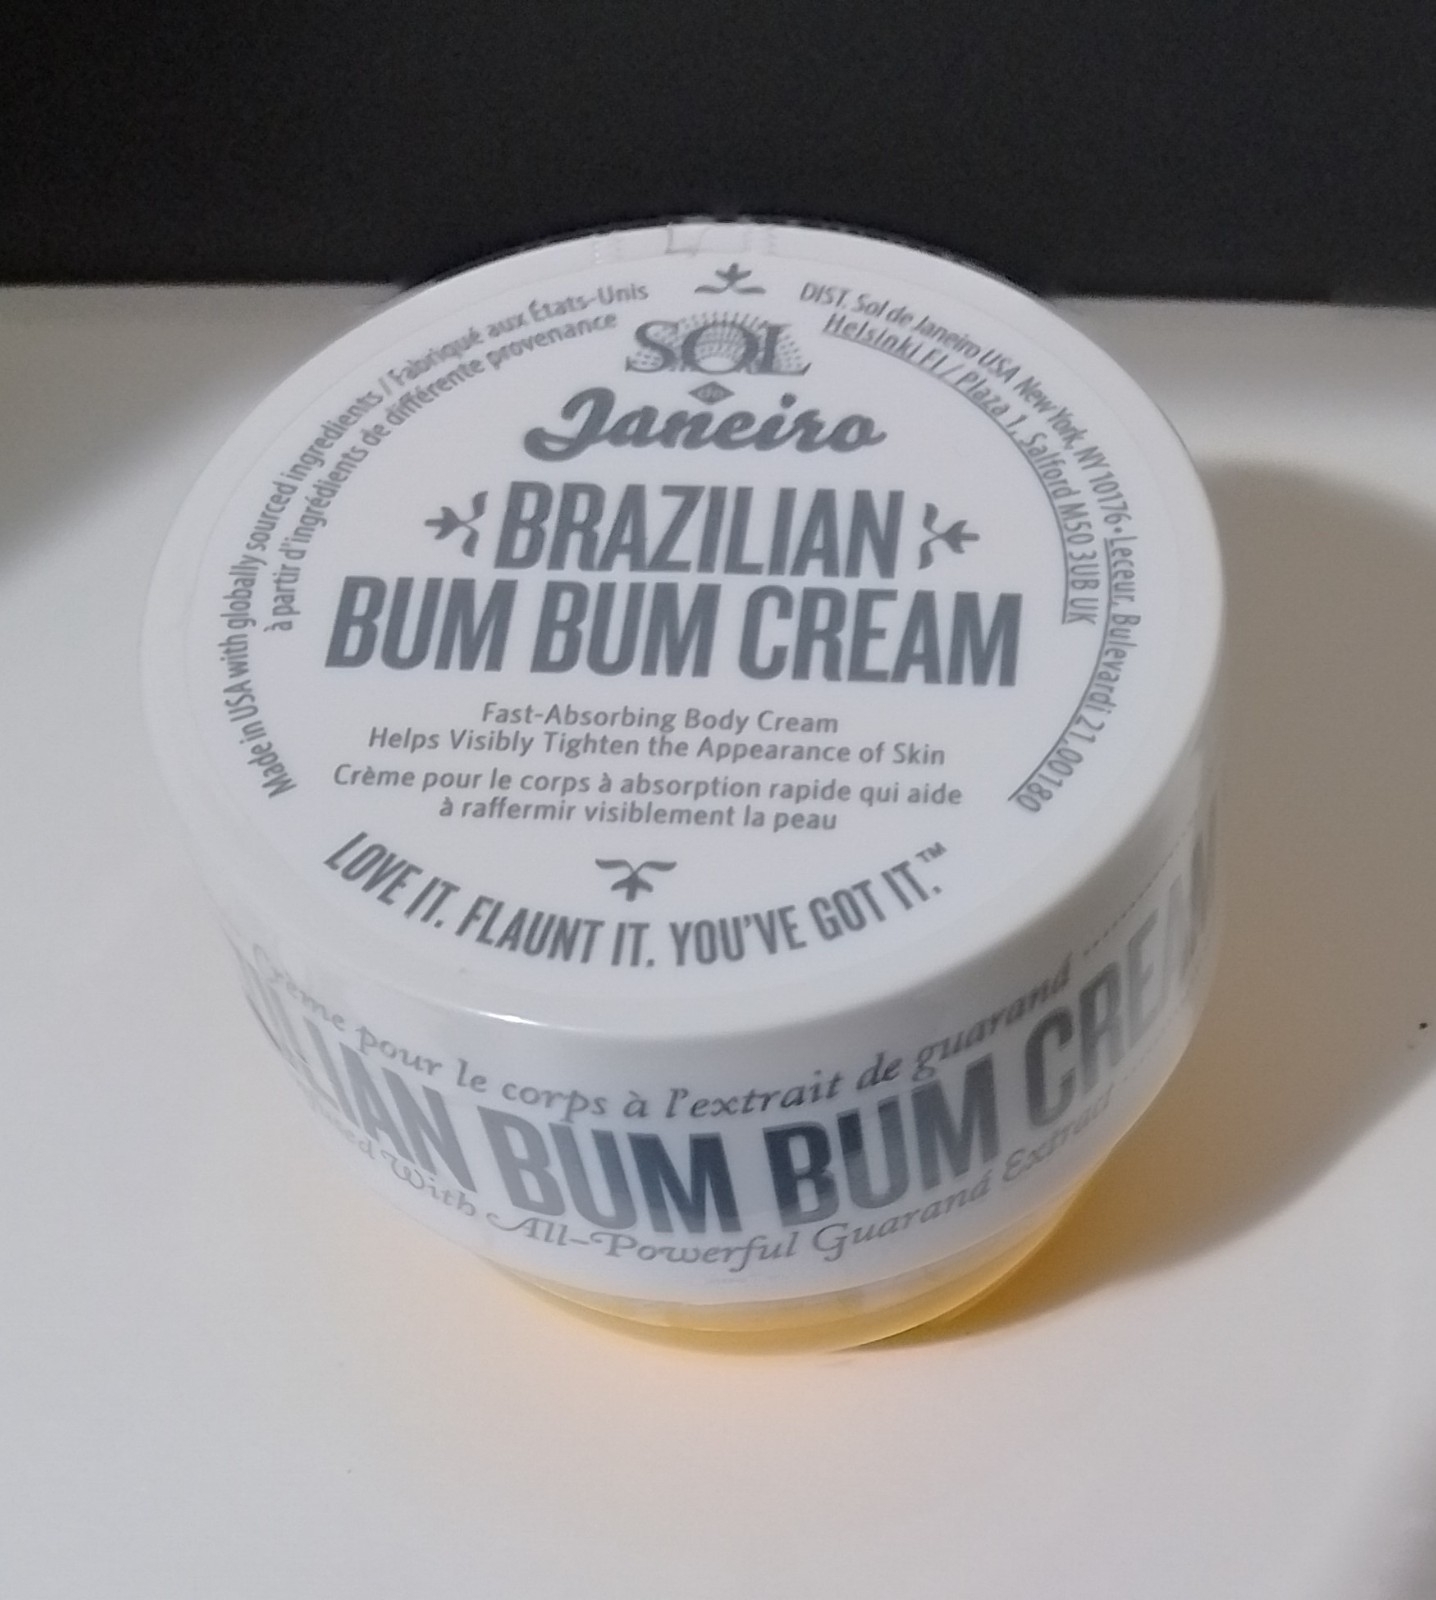 SOL
de
Janeiro
BRAZILIAN
BUM BUM CREAM
Fast-Absorbing Body Cream
Helps Visibly Tighten the Appearance of Skin
Crème pour le corps à absorption rapide qui aide
à raffermir visiblement la peau
LOVE IT. FLAUNT IT. YOU'VE GOT IT.™
Made in USA with globally sourced ingredients / Fabriqué aux États-Unis
à partir d'ingrédients de différente provenance
DIST. Sol de Janeiro USA New York, NY 10176 • Leceur, Bulevardi 21, 00180
Helsinki FI / Plaza 1, Salford M50 3UB UK
Crème pour le corps à l'extrait de guaraná
BUM BUM CREAM
With All-Powerful Guaraná Extract